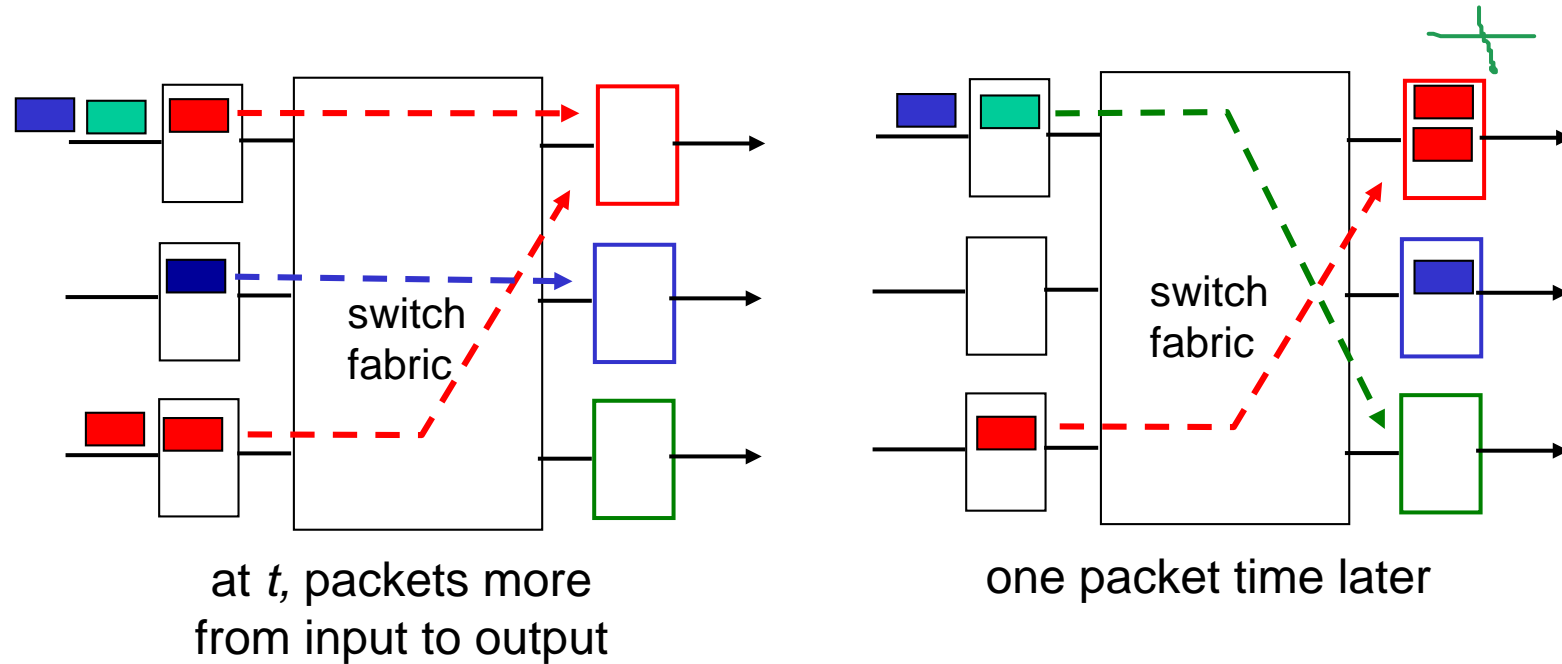 switch
fabric
at t, packets more
from input to output
switch
fabric
one packet time later